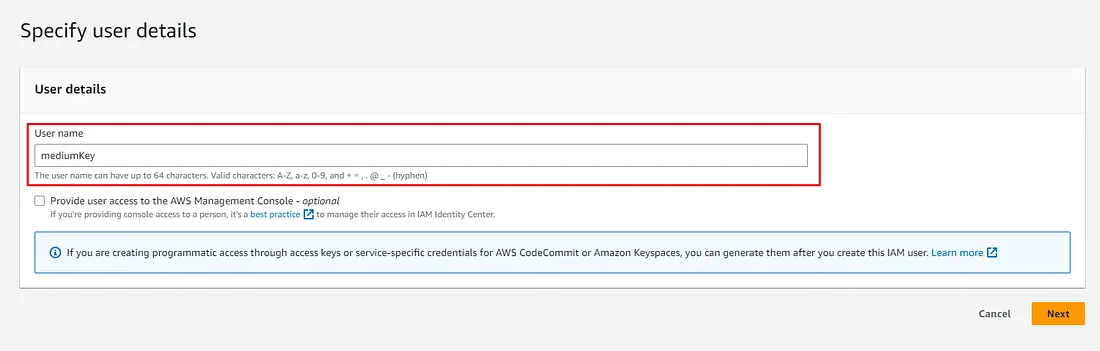 Specify user details
User details
User name
mediumKey
The user name can have up to 64 characters. Valid characters: A-Z, a-z, 0-9, and + = , . @ _ - (hyphen)
Provide user access to the AWS Management Console - optional
If you're providing console access to a person, it's a best practice to manage their access in IAM Identity Center.
If you are creating programmatic access through access keys or service-specific credentials for AWS CodeCommit or Amazon Keyspaces, you can generate them after you create this IAM user. Learn more
Cancel Next